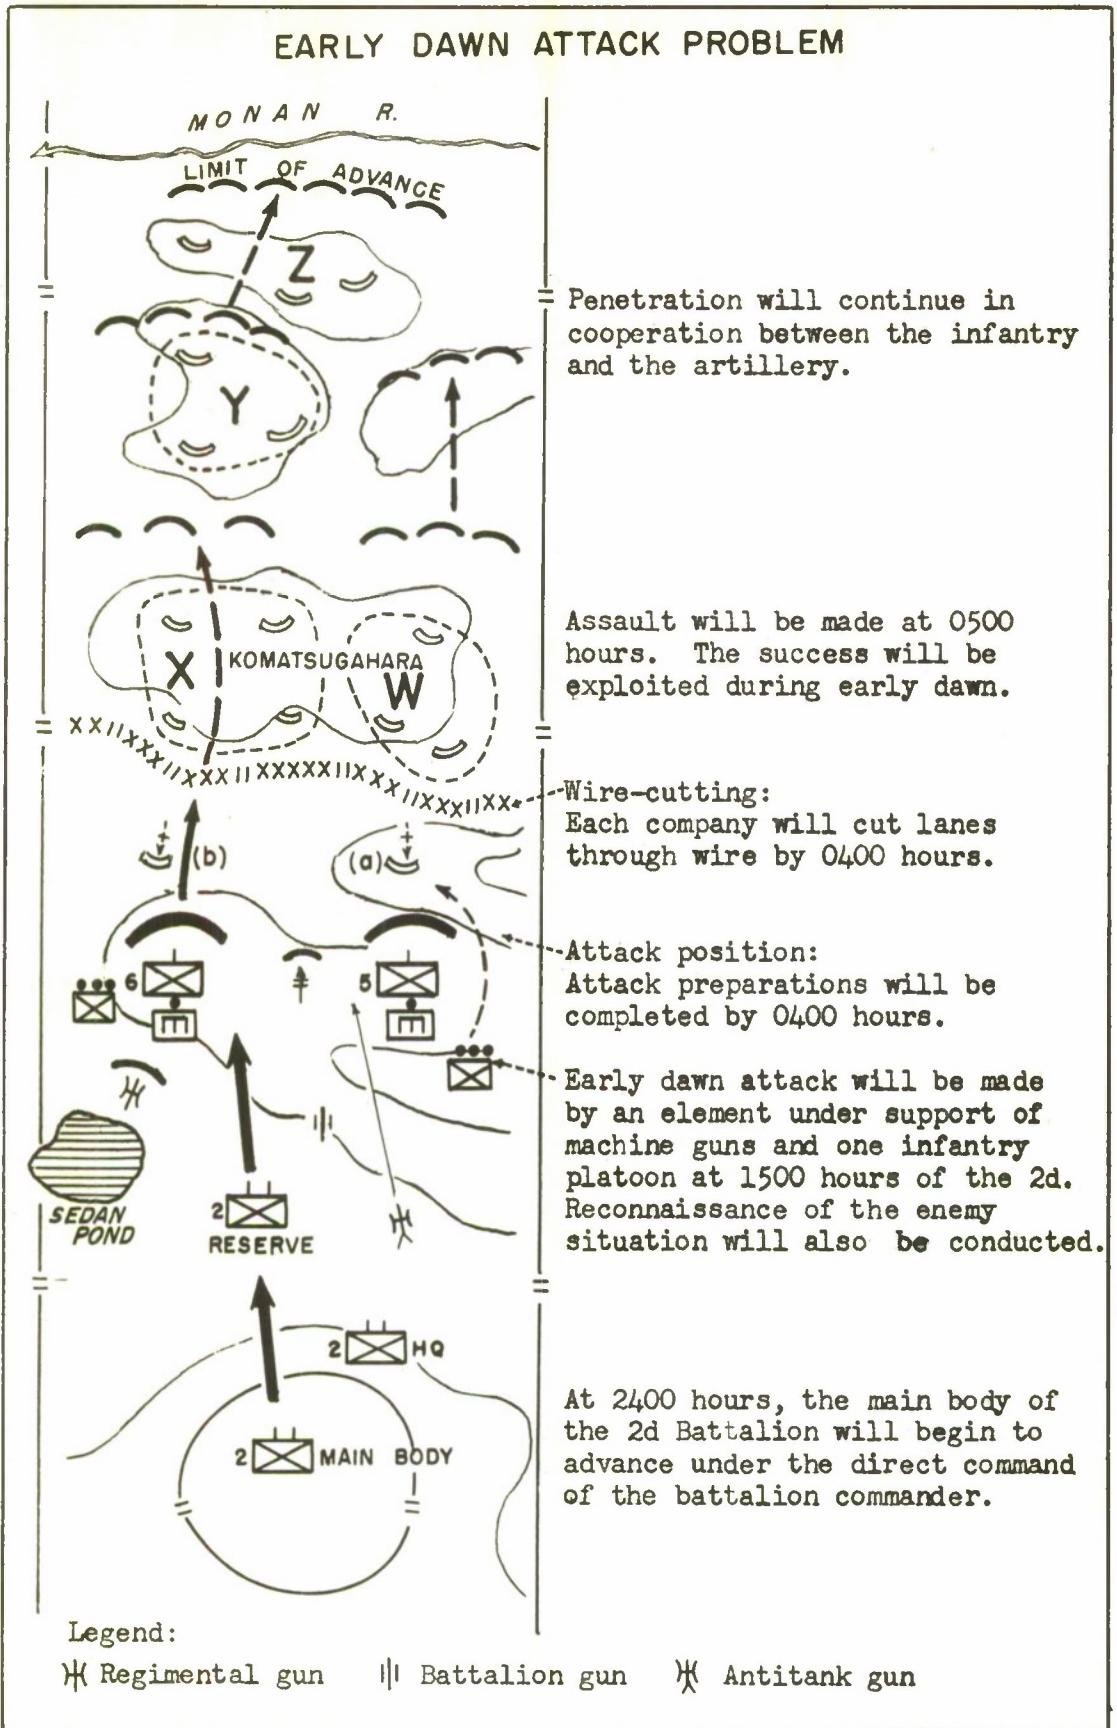 EARLY DAWN ATTACK PROBLEM
MONAN R.
LIMIT OF ADVANCE
Z
Penetration will continue in
cooperation between the infantry
and the artillery.
Y
Assault will be made at 0500
hours. The success will be
exploited during early dawn.
X KOMATSUGAHARA
W
Wire-cutting:
Each company will cut lanes
through wire by 0400 hours.
(b)
(a)
Attack position:
Attack preparations will be
completed by 0400 hours.
6
5
Early dawn attack will be made
by an element under support of
machine guns and one infantry
platoon at 1500 hours of the 2d.
Reconnaissance of the enemy
situation will also be conducted.
SEDAN
POND
2
RESERVE
2 HQ
At 2400 hours, the main body of
the 2d Battalion will begin to
advance under the direct command
of the battalion commander.
2 MAIN BODY
Legend:
Regimental gun Battalion gun Antitank gun